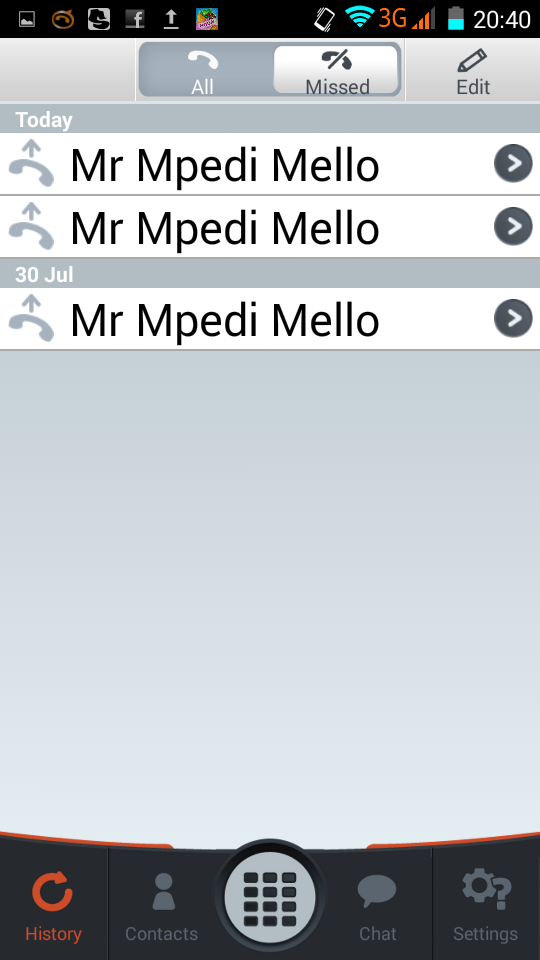 3G 20:40
All Missed Edit
Today
Mr Mpedi Mello
Mr Mpedi Mello
30 Jul
Mr Mpedi Mello
History Contacts Chat Settings